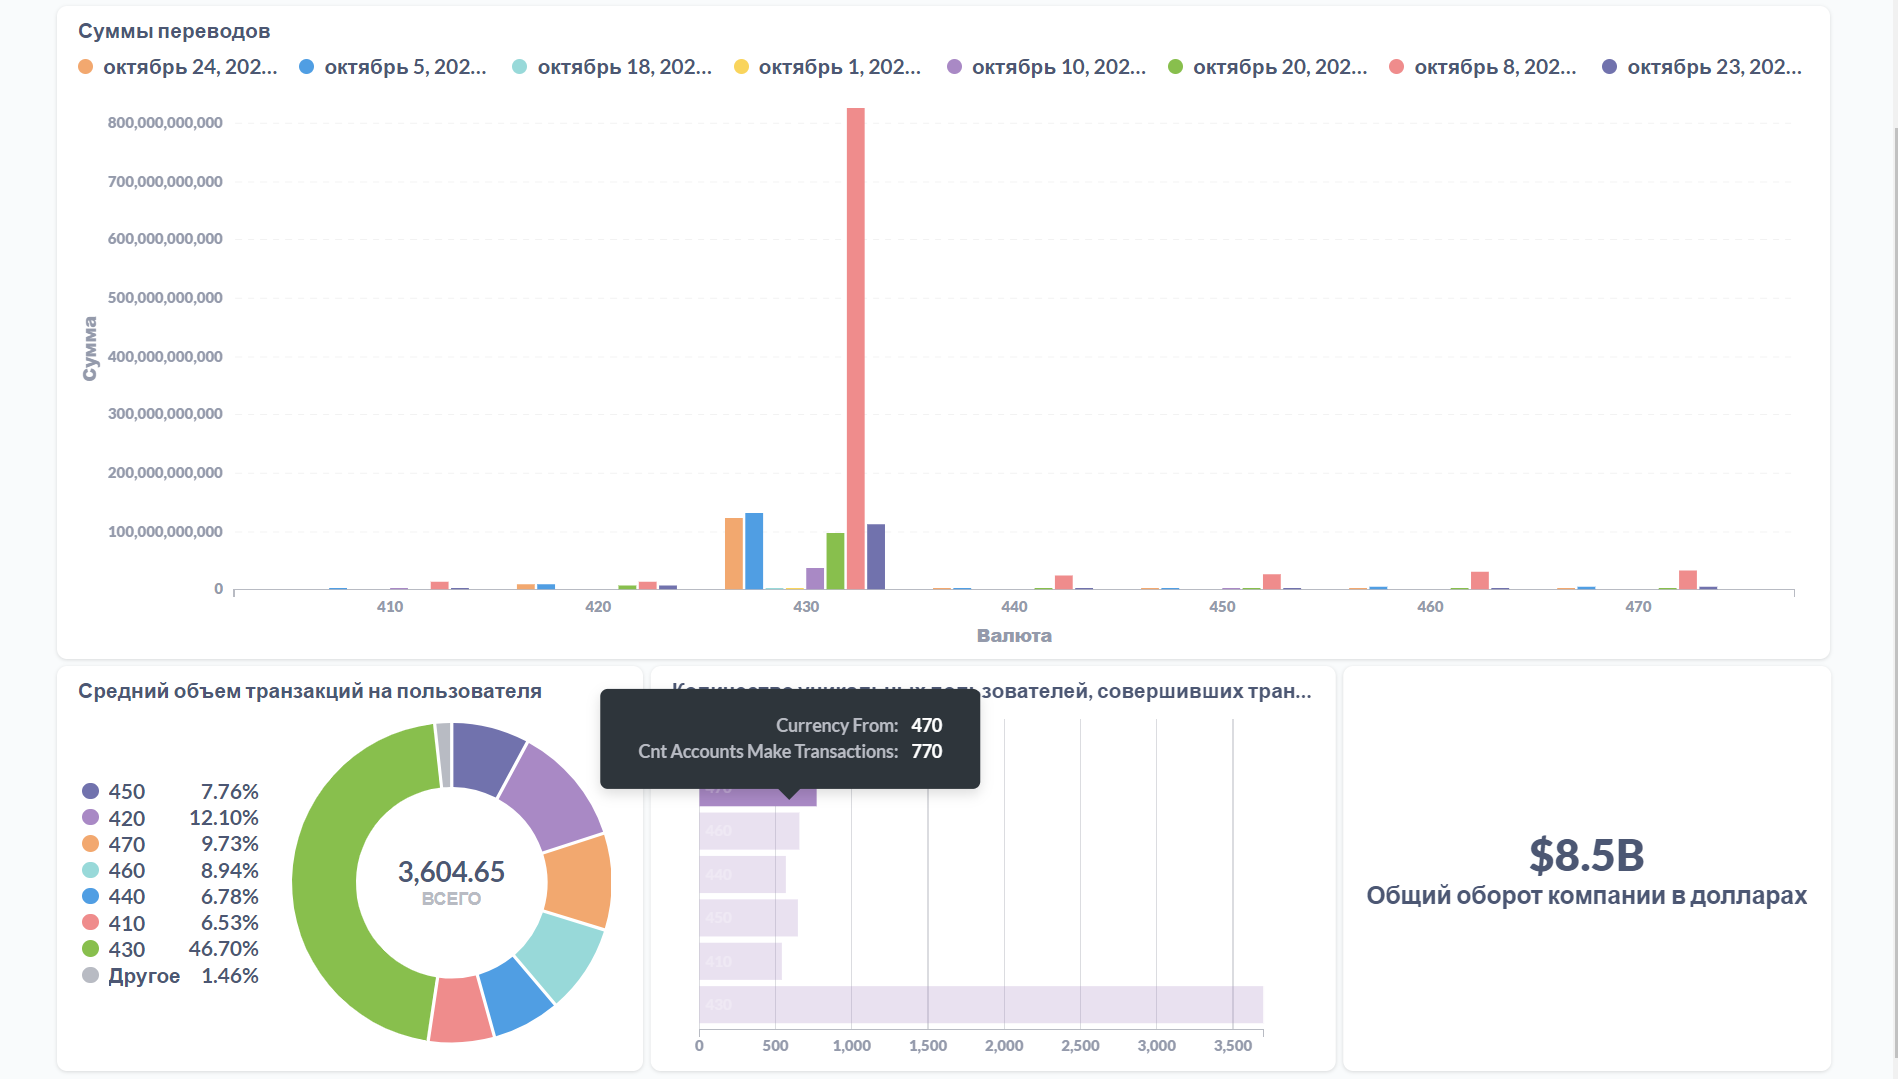 Суммы переводов
октябрь 24, 202... октябрь 5, 202... октябрь 18, 202... октябрь 1, 202... октябрь 10, 202... октябрь 20, 202... октябрь 8, 202... октябрь 23, 202...
800,000,000,000
700,000,000,000
600,000,000,000
500,000,000,000
400,000,000,000
300,000,000,000
200,000,000,000
100,000,000,000
0
Сумма
410 420 430 440 450 460 470
Валюта
Средний объем транзакций на пользователя
450 7.76%
420 12.10%
470 9.73%
460 8.94%
440 6.78%
410 6.53%
430 46.70%
Другое 1.46%
3,604.65
ВСЕГО
совершивших тран...
Currency From: 470
Cnt Accounts Make Transactions: 770
460
440
450
410
430
0 500 1,000 1,500 2,000 2,500 3,000 3,500
$8.5B
Общий оборот компании в долларах